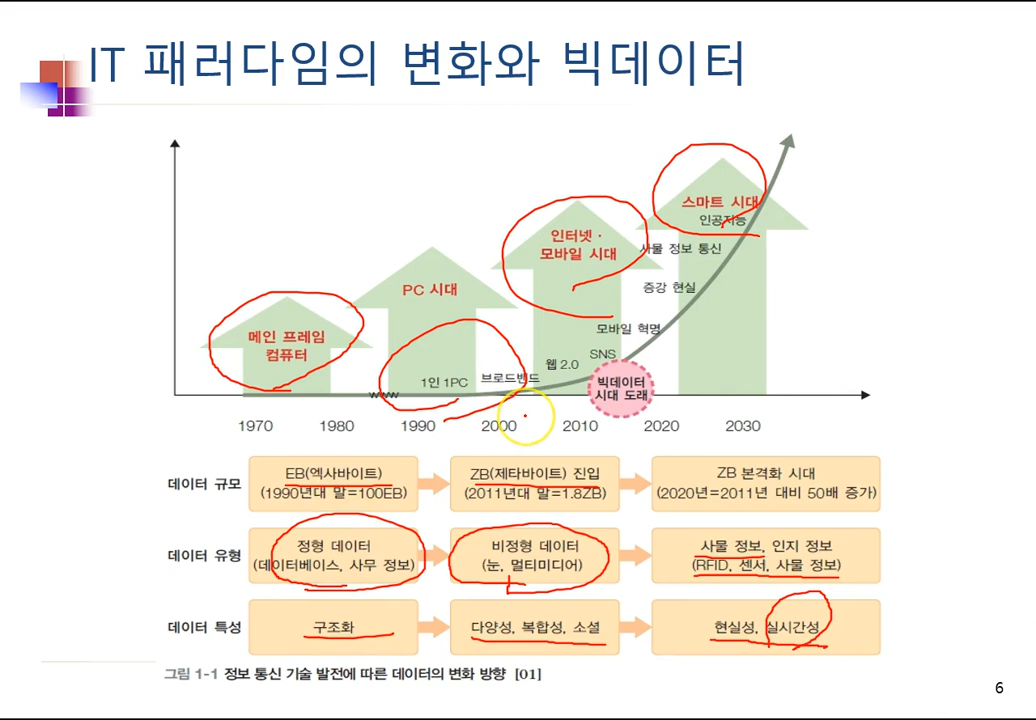 IT 패러다임의 변화와 빅데이터
스마트 시대
인공지능
인터넷·
모바일 시대
사물 정보 통신
PC 시대
증강 현실
메인 프레임
컴퓨터
모바일 혁명
SNS
웹 2.0
1인 1PC
브로드밴드
빅데이터
시대 도래
1970 1980 1990 2000 2010 2020 2030
데이터 규모
EB(엑사바이트)
(1990년대 말=100EB)
ZB(제타바이트) 진입
(2011년대 말=1.8ZB)
ZB 본격화 시대
(2020년=2011년 대비 50배 증가)
데이터 유형
정형 데이터
(데이터베이스, 사무 정보)
비정형 데이터
(눈, 멀티미디어)
사물 정보, 인지 정보
(RFID, 센서, 사물 정보)
데이터 특성
구조화
다양성, 복합성, 소셜
현실성, 실시간성
그림 1-1 정보 통신 기술 발전에 따른 데이터의 변화 방향 [01]
6